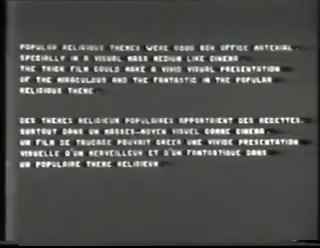 POPULAR RELIGIOUS THEMES WERE GOOD BOX OFFICE MATERIAL
SPECIALLY IN A VISUAL MASS MEDIUM LIKE CINEMA
THE TRICK FILM COULD MAKE A VIVID VISUAL PRESENTATION
OF THE MIRACULOUS AND THE FANTASTIC IN THE POPULAR
RELIGIOUS THEME
DES THEMES RELIGIEUX POPULAIRES APPORTAIENT DES RECETTES.
SURTOUT DANS UN MASSES-MOYEN VISUEL COMME CINEMA
UN FILM DE TRUCAGE POUVAIT CREER UNE VIVIDE PRESENTATION
VISUELLE D'UN MERVEILLEUX ET D'UN FANTASTIQUE DANS
UN POPULAIRE THEME RELIGIEUX